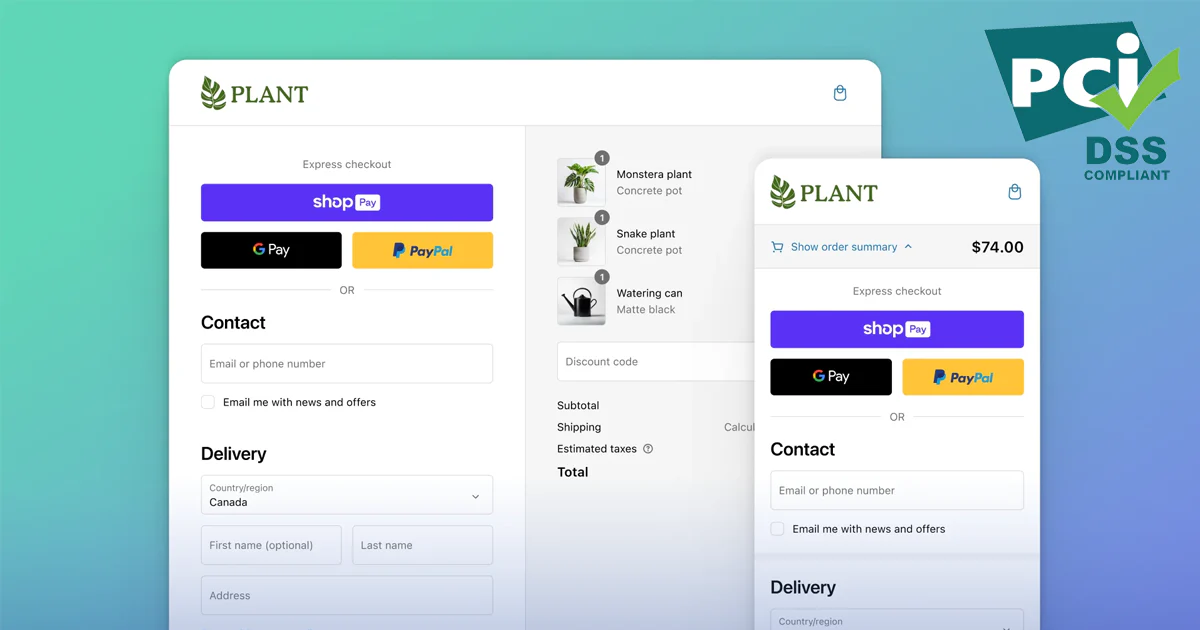 PCi
DSS
COMPLIANT
PLANT
Express checkout
shop Pay
G Pay
PayPal
OR
Contact
Email or phone number
Email me with news and offers
Delivery
Country/region
Canada
First name (optional)
Last name
Address
1
Monstera plant
Concrete pot
1
Snake plant
Concrete pot
1
Watering can
Matte black
Discount code
Subtotal
Shipping
Calcul
Estimated taxes
Total
PLANT
Show order summary
$74.00
Express checkout
shop Pay
G Pay
PayPal
OR
Contact
Email or phone number
Email me with news and offers
Delivery
Country/region